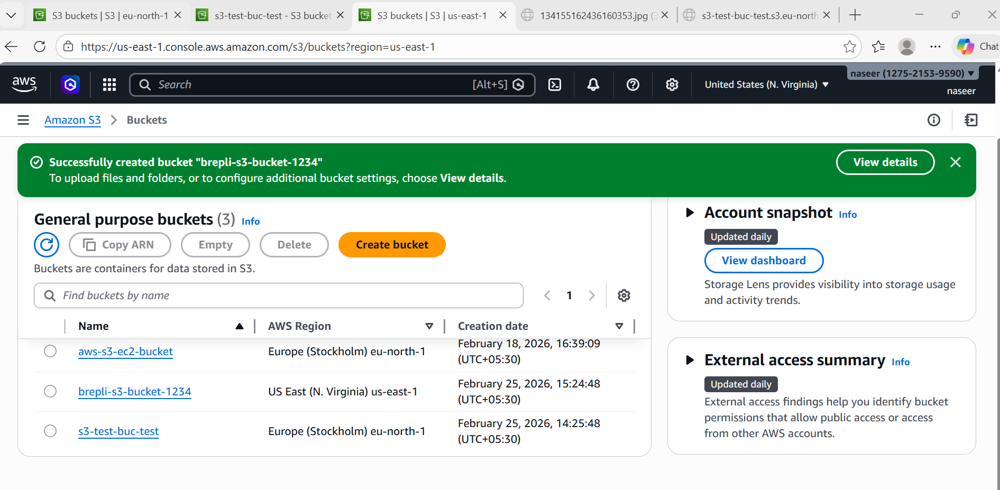 S3 buckets | S3 | eu-north-1
s3-test-buc-test - S3 bucket
S3 buckets | S3 | us-east-1
134155162436160353.jpg (3
s3-test-buc-test.s3.eu-north
https://us-east-1.console.aws.amazon.com/s3/buckets?region=us-east-1
Chat
aws
Search
[Alt+S]
United States (N. Virginia)
naseer (1275-2153-9590)
naseer
Amazon S3
Buckets
Successfully created bucket "brepli-s3-bucket-1234"
To upload files and folders, or to configure additional bucket settings, choose View details.
View details
General purpose buckets (3) Info
Copy ARN
Empty
Delete
Create bucket
Buckets are containers for data stored in S3.
Find buckets by name
1
Name
AWS Region
Creation date
aws-s3-ec2-bucket
Europe (Stockholm) eu-north-1
February 18, 2026, 16:39:09
(UTC+05:30)
brepli-s3-bucket-1234
US East (N. Virginia) us-east-1
February 25, 2026, 15:24:48
(UTC+05:30)
s3-test-buc-test
Europe (Stockholm) eu-north-1
February 25, 2026, 14:25:48
(UTC+05:30)
Account snapshot Info
Updated daily
View dashboard
Storage Lens provides visibility into storage usage
and activity trends.
External access summary Info
Updated daily
External access findings help you identify bucket
permissions that allow public access or access
from other AWS accounts.